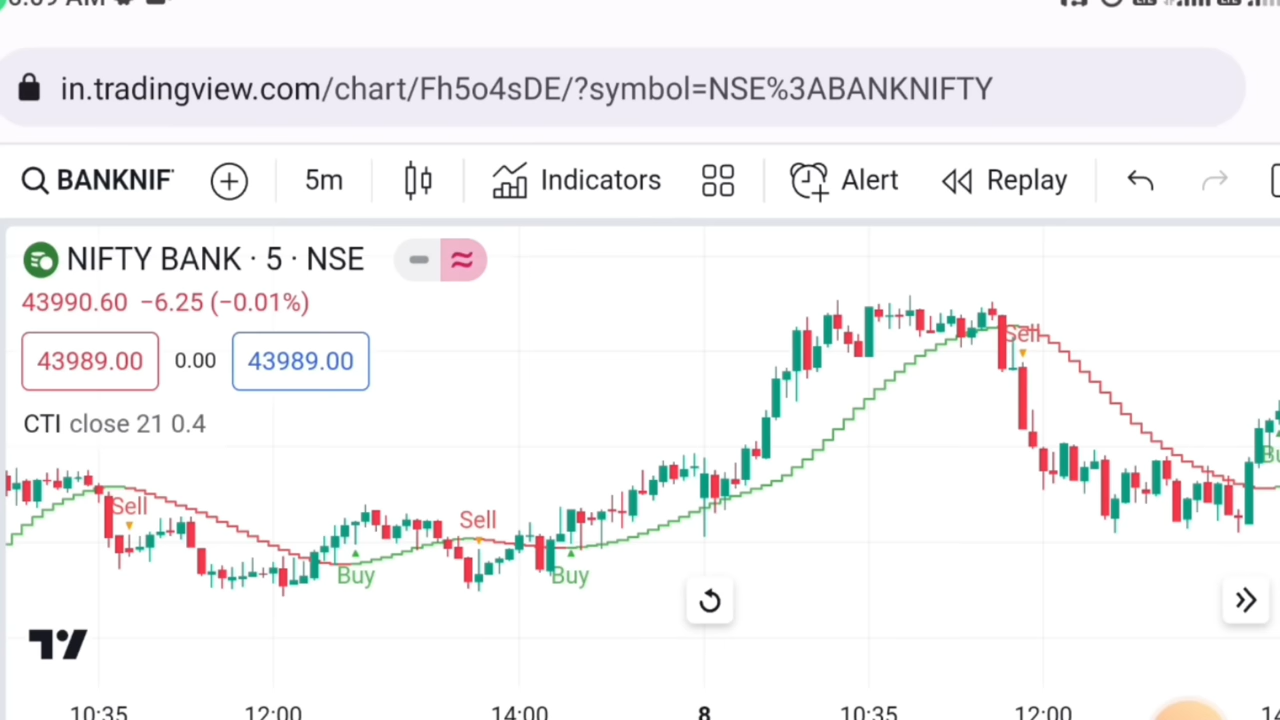 in.tradingview.com/chart/Fh5o4sDE/?symbol=NSE%3ABANKNIFTY
BANKNIF 5m Indicators Alert Replay
NIFTY BANK · 5 · NSE
43990.60 −6.25 (−0.01%)
43989.00 0.00 43989.00
CTI close 21 0.4
Sell
Sell
Sell
Buy
Buy
10:35 12:00 14:00 8 10:35 12:00